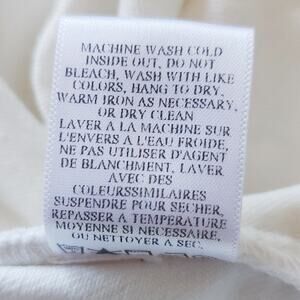 MACHINE WASH COLD
INSIDE OUT, DO NOT
BLEACH, WASH WITH LIKE
COLORS, HANG TO DRY,
WARM IRON AS NECESSARY,
OR DRY CLEAN
LAVER A LA MACHINE SUR
L'ENVERS A L'EAU FROIDE,
NE PAS UTILISER D'AGENT
DE BLANCHIMENT, LAVER
AVEC DES
COLEURSSIMILAIRES
SUSPENDRE POUR SECHER,
REPASSER A TEMPERATURE
MOYENNE SI NECESSAIRE,
OU NETTOYER A SEC.